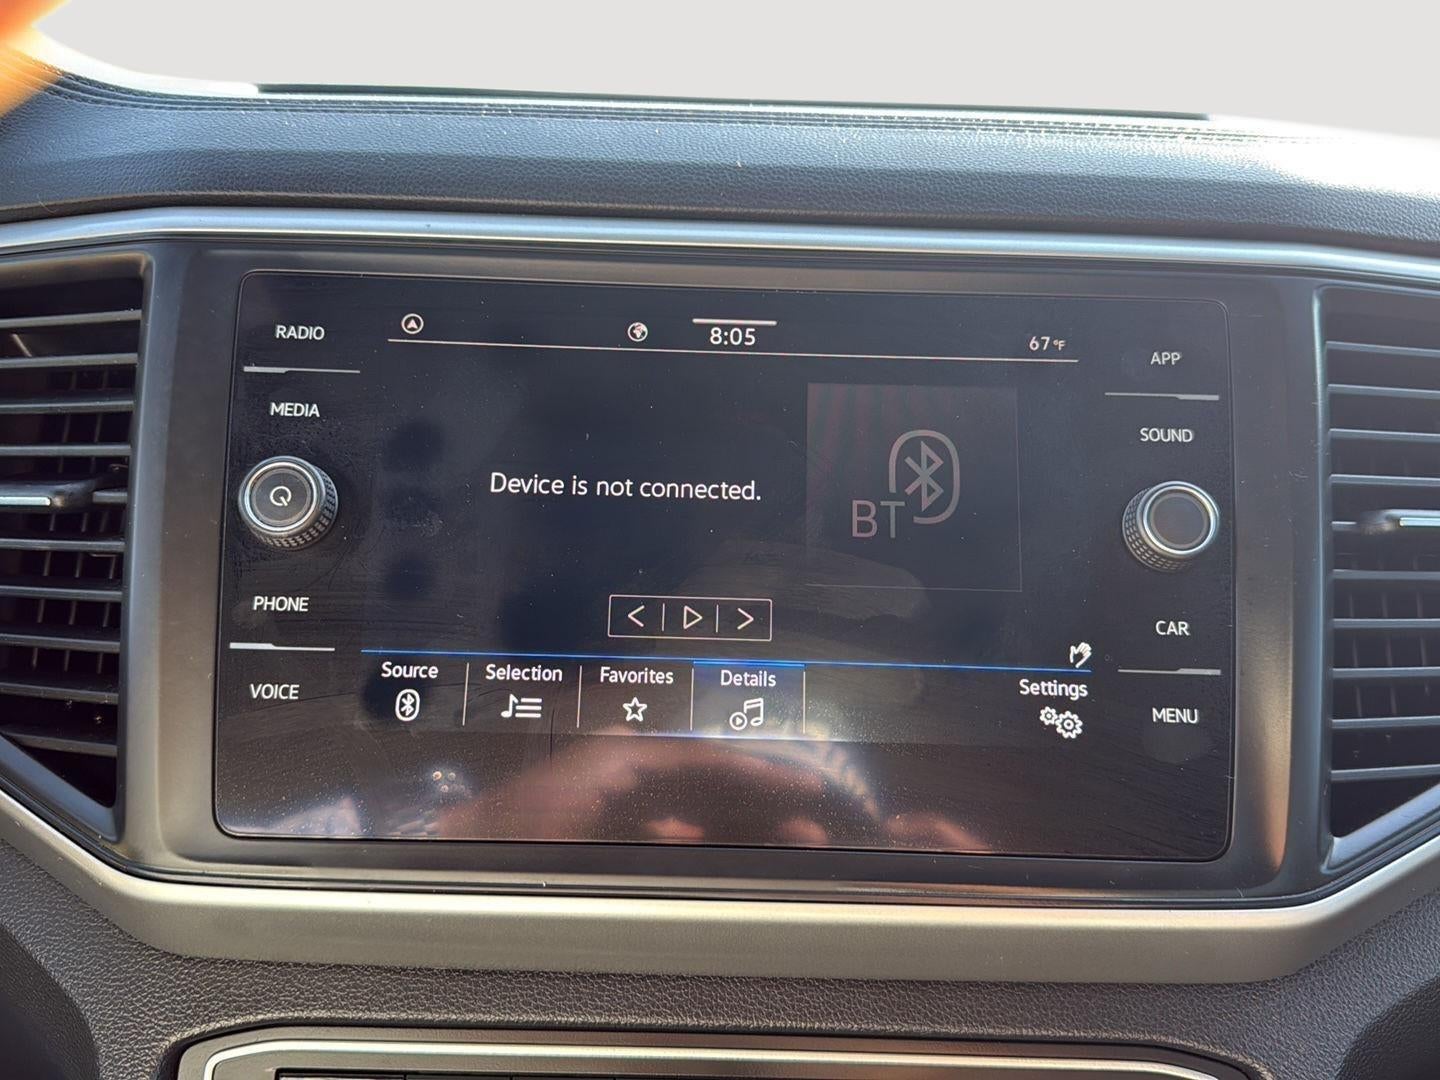 RADIO
8:05
67°F
APP
MEDIA
SOUND
Device is not connected.
BT
PHONE
CAR
VOICE
Source
Selection
Favorites
Details
Settings
MENU